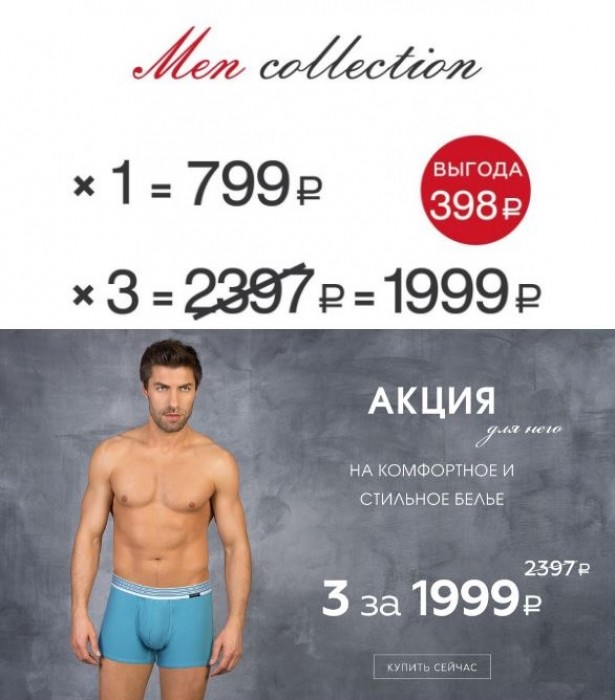 Men collection
× 1 = 799 ₽
ВЫГОДА
398 ₽
× 3 = 2397 ₽ = 1999 ₽
АКЦИЯ
для него
НА КОМФОРТНОЕ И
СТИЛЬНОЕ БЕЛЬЕ
2397 ₽
3 за 1999 ₽
КУПИТЬ СЕЙЧАС